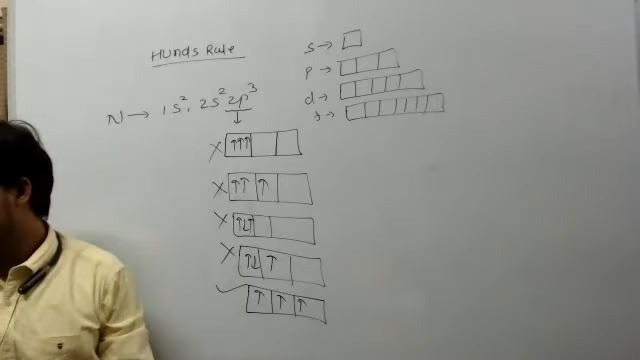 HUNDS Rule
N → 1s², 2s² 2p³
↓
s →
p →
d →
f →
X ↑↑↑
X ↑↑ ↑
X ↑↓↑
X ↑↓ ↑
✓ ↑ ↑ ↑